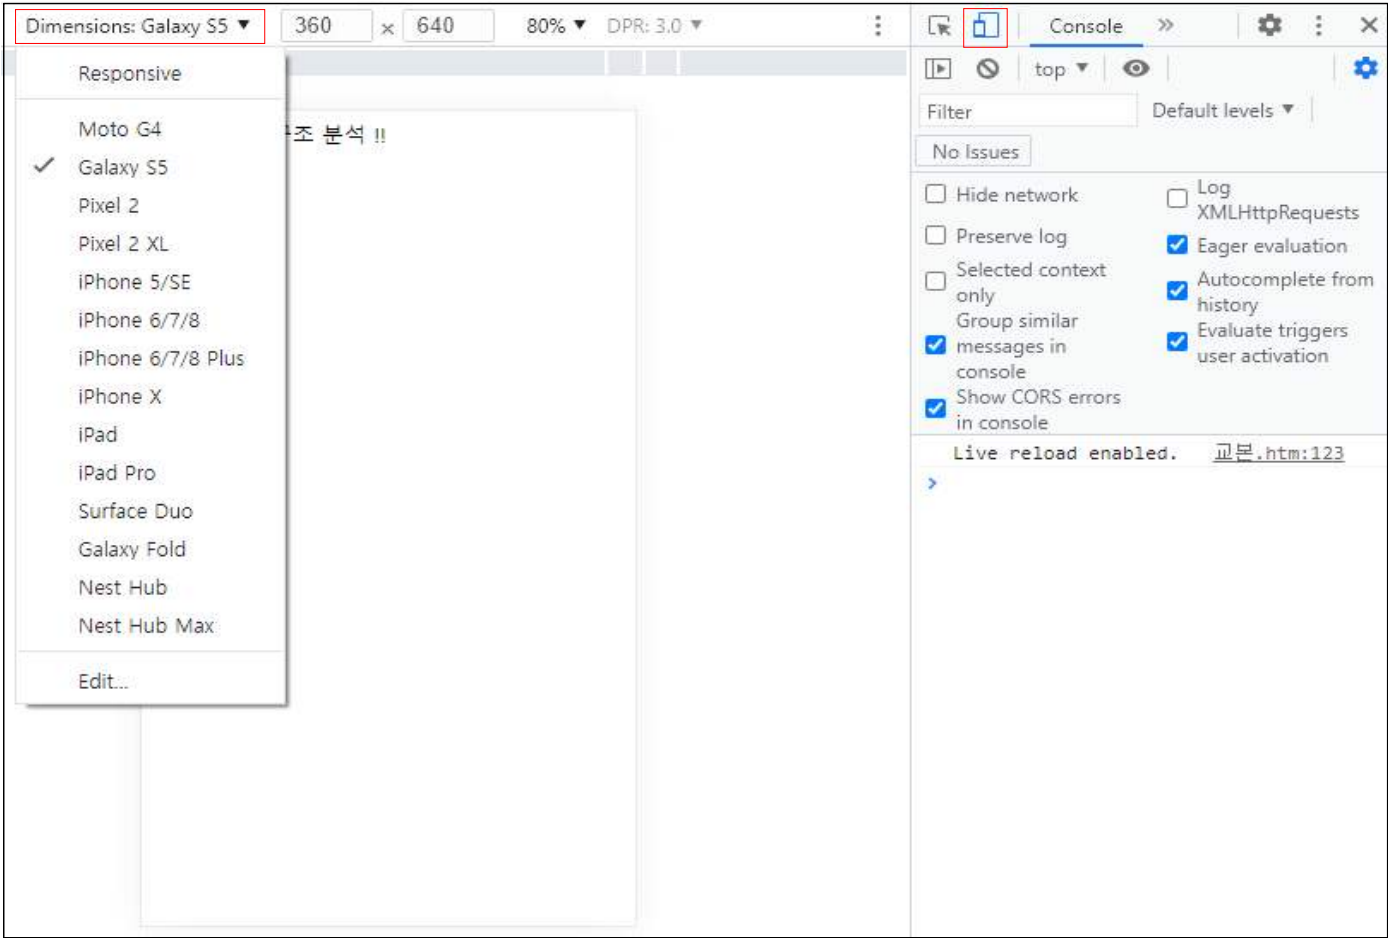 Dimensions: Galaxy S5 ▼ 360 × 640 80% ▼ DPR: 3.0 ▼
Responsive
Moto G4
Galaxy S5
Pixel 2
Pixel 2 XL
iPhone 5/SE
iPhone 6/7/8
iPhone 6/7/8 Plus
iPhone X
iPad
iPad Pro
Surface Duo
Galaxy Fold
Nest Hub
Nest Hub Max
Edit...
조 분석 !!
Console »
top ▼
Filter Default levels ▼
No Issues
Hide network
Preserve log
Selected context
only
Group similar
messages in
console
Show CORS errors
in console
Log
XMLHttpRequests
Eager evaluation
Autocomplete from
history
Evaluate triggers
user activation
Live reload enabled. 교본.htm:123
>